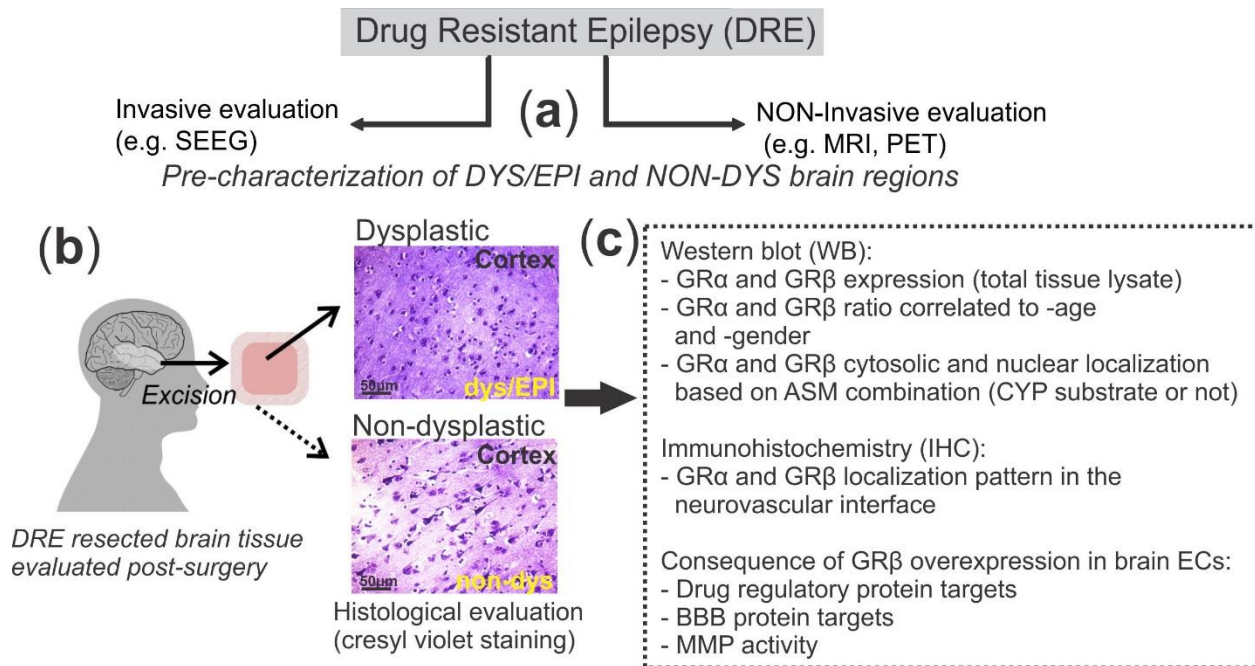 Drug Resistant Epilepsy (DRE)
Invasive evaluation
(e.g. SEEG)
(a)
NON-Invasive evaluation
(e.g. MRI, PET)
Pre-characterization of DYS/EPI and NON-DYS brain regions
(b)
Excision
DRE resected brain tissue
evaluated post-surgery
Dysplastic
Cortex
50µm
dys/EPI
Non-dysplastic
Cortex
50µm
non-dys
Histological evaluation
(cresyl violet staining)
(c)
Western blot (WB):
- GRα and GRβ expression (total tissue lysate)
- GRα and GRβ ratio correlated to -age
and -gender
- GRα and GRβ cytosolic and nuclear localization
based on ASM combination (CYP substrate or not)
Immunohistochemistry (IHC):
- GRα and GRβ localization pattern in the
neurovascular interface
Consequence of GRβ overexpression in brain ECs:
- Drug regulatory protein targets
- BBB protein targets
- MMP activity